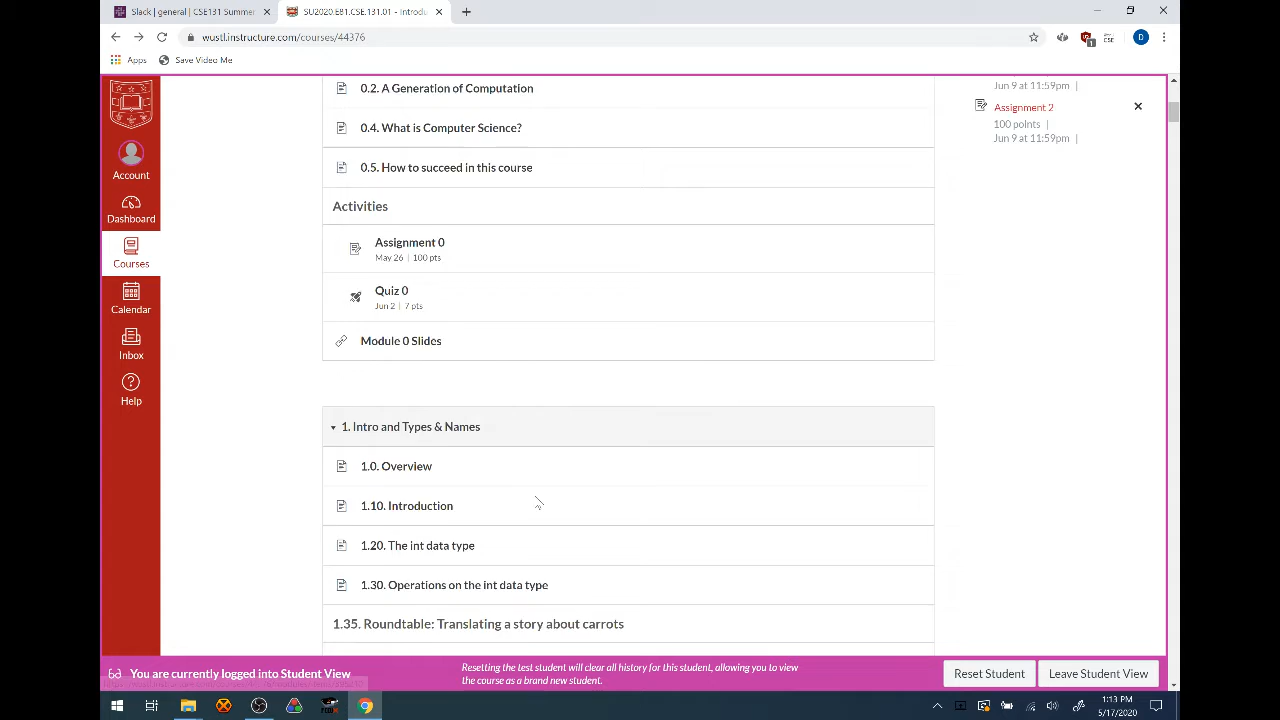 Slack | general | CSE131 Summer
SU2020.E81.CSE.131.01 - Introdu
wustl.instructure.com/courses/44376
CSE
1
D
Apps
Save Video Me
0.2. A Generation of Computation
Jun 9 at 11:59pm |
Assignment 2
100 points |
Jun 9 at 11:59pm |
0.4. What is Computer Science?
0.5. How to succeed in this course
Account
Dashboard
Courses
Calendar
Inbox
Help
Activities
Assignment 0
May 26 | 100 pts
Quiz 0
Jun 2 | 7 pts
Module 0 Slides
1. Intro and Types & Names
1.0. Overview
1.10. Introduction
1.20. The int data type
1.30. Operations on the int data type
1.35. Roundtable: Translating a story about carrots
You are currently logged into Student View
Resetting the test student will clear all history for this student, allowing you to view
the course as a brand new student.
Reset Student
Leave Student View
1:13 PM
5/17/2020